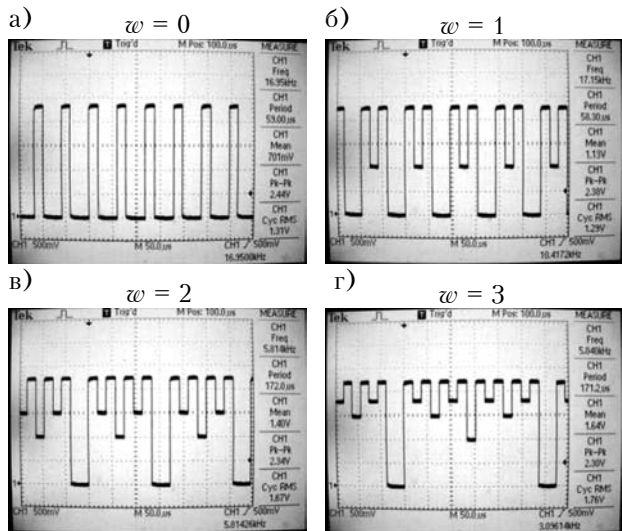 а) w = 0
Tek Trig'd M Pos: 100.0µs MEASURE
CH1
Freq
16.95kHz
CH1
Period
59.00µs
CH1
Mean
701mV
CH1
Pk-Pk
2.44V
CH1
Cyc RMS
1.31V
CH1 500mV M 50.0µs CH1 / 500mV
16.9500kHz
б) w = 1
Tek Trig'd M Pos: 100.0µs MEASURE
CH1
Freq
17.15kHz
CH1
Period
58.30µs
CH1
Mean
1.13V
CH1
Pk-Pk
2.38V
CH1
Cyc RMS
1.29V
CH1 500mV M 50.0µs CH1 / 500mV
10.4172kHz
в) w = 2
Tek Trig'd M Pos: 100.0µs MEASURE
CH1
Freq
5.814kHz
CH1
Period
172.0µs
CH1
Mean
1.40V
CH1
Pk-Pk
2.34V
CH1
Cyc RMS
1.67V
CH1 500mV M 50.0µs CH1 / 500mV
5.81426kHz
г) w = 3
Tek Trig'd M Pos: 100.0µs MEASURE
CH1
Freq
CH1
Period
171.2µs
CH1
Mean
1.64V
CH1
Pk-Pk
2.30V
CH1
Cyc RMS
1.76V
CH1 500mV M 50.0µs CH1 / 500mV
3.89614kHz